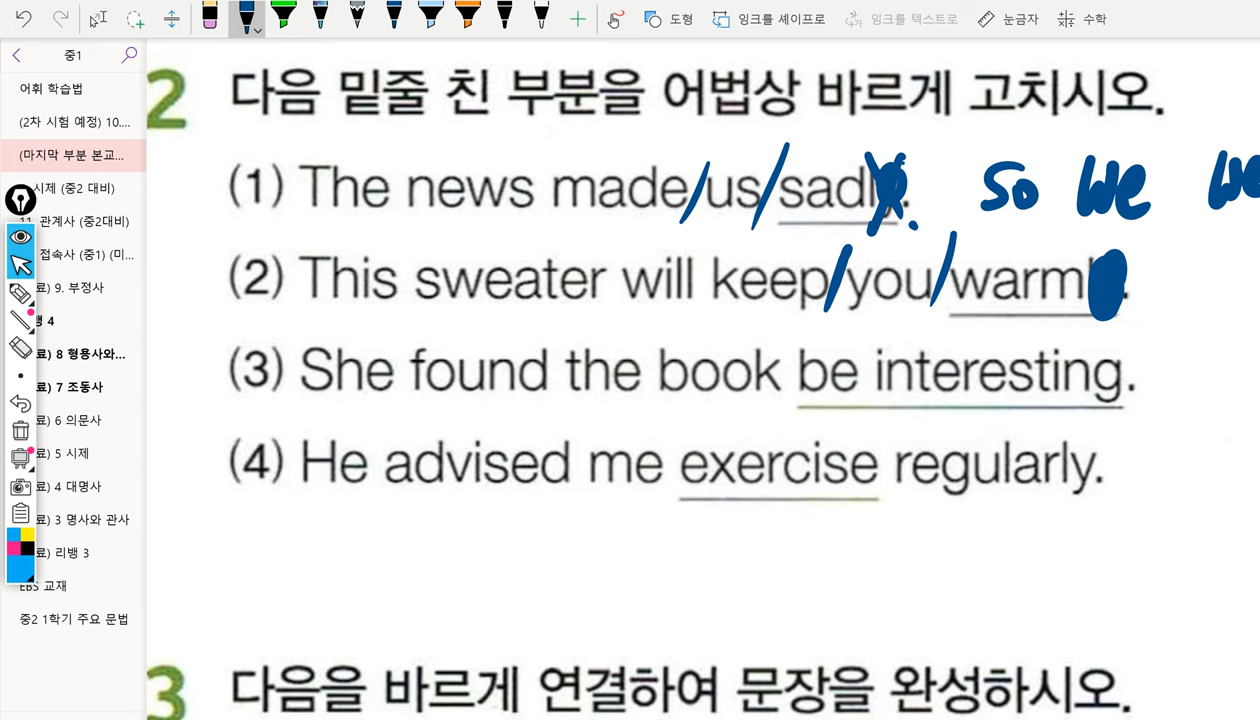 도형
잉크를 셰이프로
잉크를 텍스트로
눈금자
수학
중1
어휘 학습법
(2차 시험 예정) 10....
(마지막 부분 본교...
시제 (중2 대비)
11. 관계사 (중2대비)
접속사 (중1) (미...
료) 9. 부정사
뱅 4
료) 8 형용사와...
료) 7 조동사
료) 6 의문사
료) 5 시제
료) 4 대명사
료) 3 명사와 관사
료) 리뱅 3
EBS 교재
중2 1학기 주요 문법
2 다음 밑줄 친 부분을 어법상 바르게 고치시오.
(1) The news made/us/sadly. so we we
(2) This sweater will keep/you/warm.
(3) She found the book be interesting.
(4) He advised me exercise regularly.
3 다음을 바르게 연결하여 문장을 완성하시오.